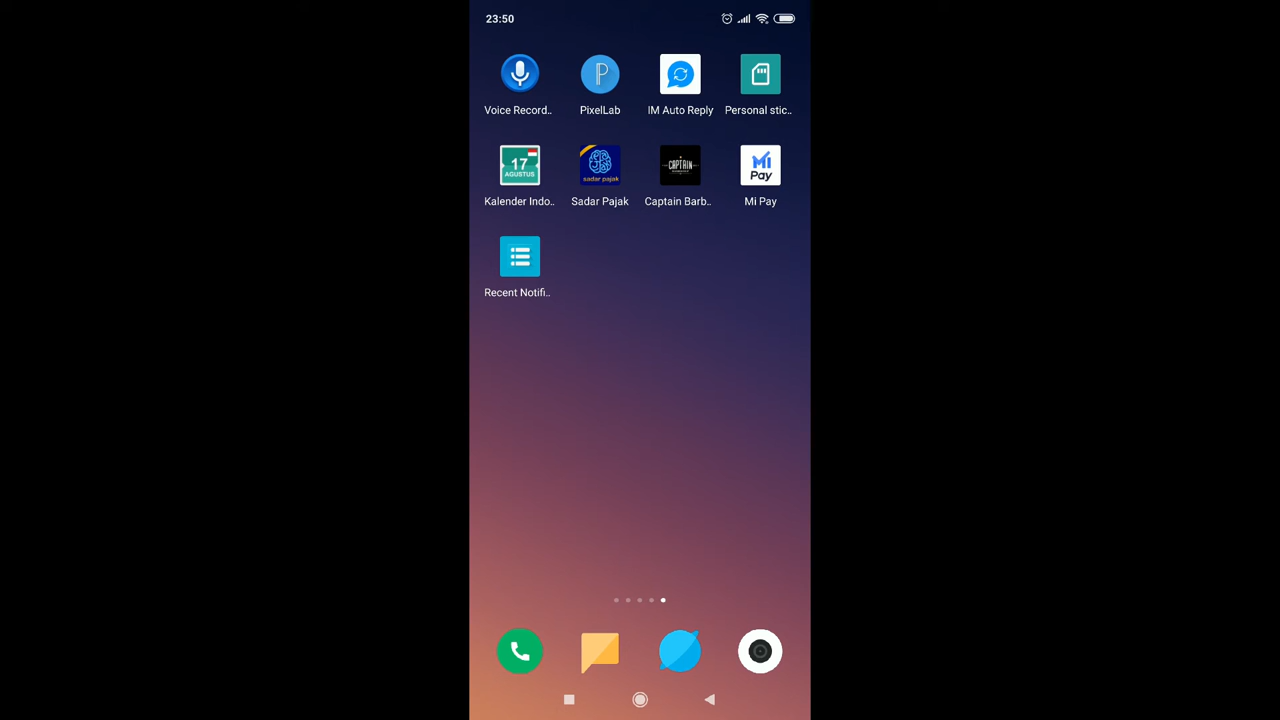 23:50
Voice Record..
PixelLab
IM Auto Reply
Personal stic..
17
AGUSTUS
sadar pajak
CAPTAIN
Mi
Pay
Kalender Indo..
Sadar Pajak
Captain Barb..
Mi Pay
Recent Notifi..